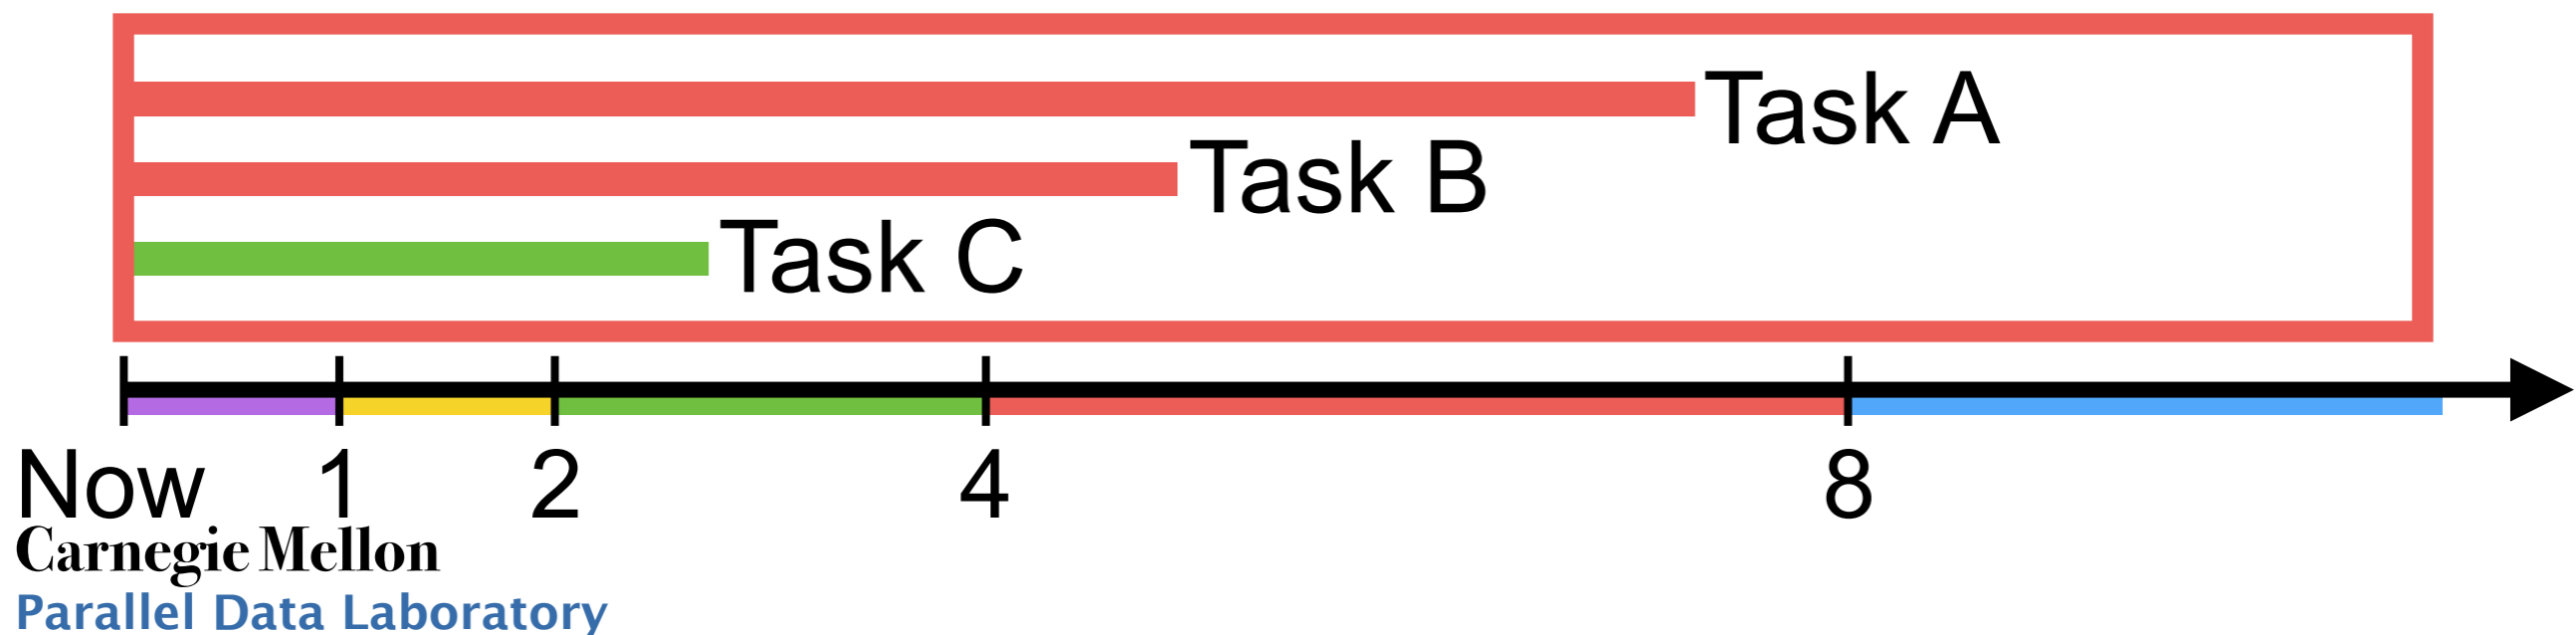 Task A
Task B
Task C
Now 1 2 4 8
Carnegie Mellon
Parallel Data Laboratory